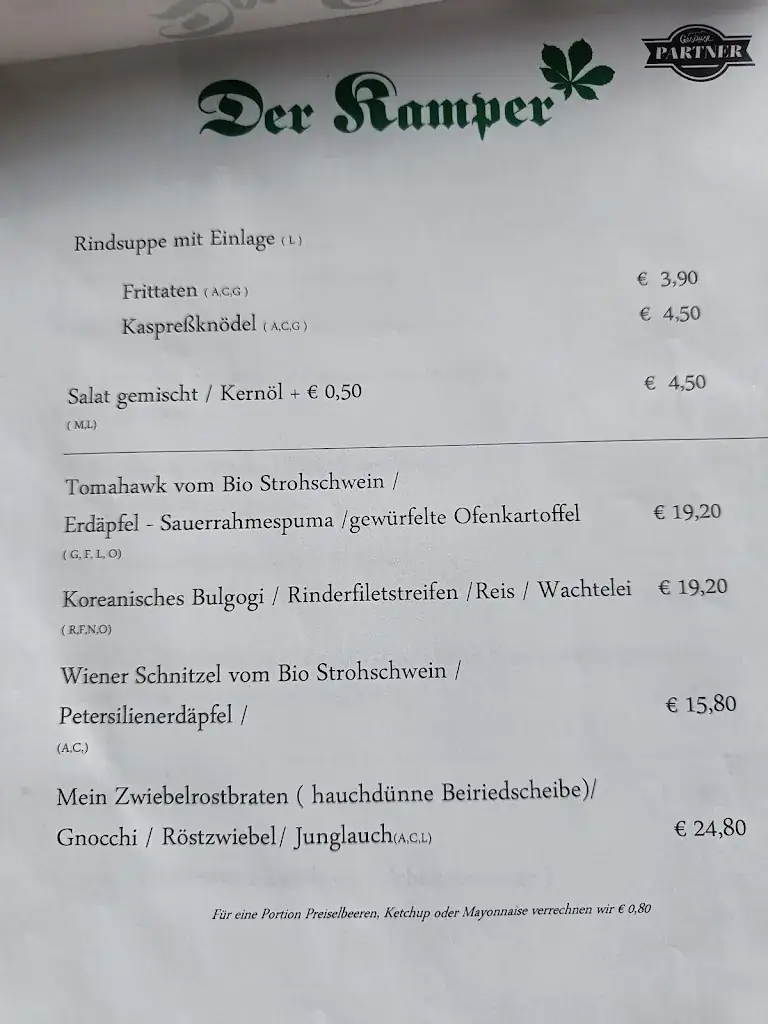 Genuss
PARTNER
Der Kamper
Rindsuppe mit Einlage ( L )
Frittaten ( A,C,G ) € 3,90
Kaspreßknödel ( A,C,G ) € 4,50
Salat gemischt / Kernöl + € 0,50 € 4,50
( M,L)
Tomahawk vom Bio Strohschwein /
Erdäpfel - Sauerrahmespuma /gewürfelte Ofenkartoffel € 19,20
( G, F, L, O)
Koreanisches Bulgogi / Rinderfiletstreifen /Reis / Wachtelei € 19,20
( R,F,N,O)
Wiener Schnitzel vom Bio Strohschwein /
Petersilienerdäpfel / € 15,80
(A,C,)
Mein Zwiebelrostbraten ( hauchdünne Beiriedscheibe)/
Gnocchi / Röstzwiebel/ Junglauch(A,C,L) € 24,80
Für eine Portion Preiselbeeren, Ketchup oder Mayonnaise verrechnen wir € 0,80